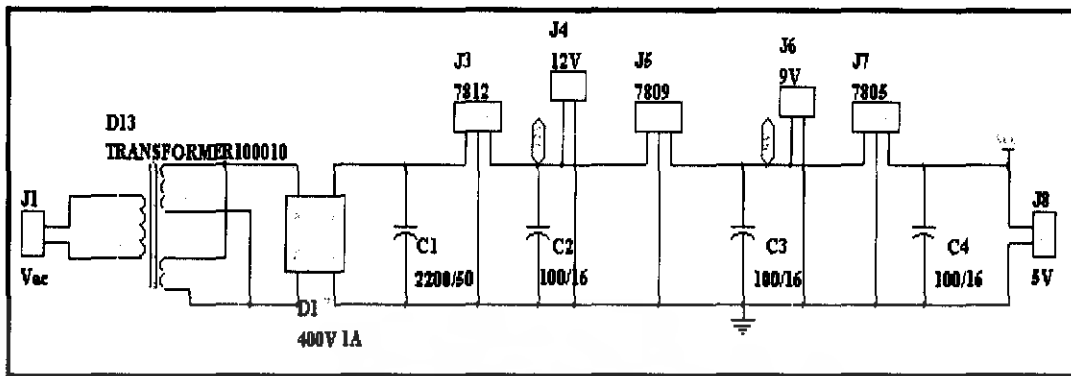 J4
12V
J3
7812
J5
7809
J6
9V
J7
7805
D13
TRANSFORMER100010
J1
Vac
C1
2200/50
C2
100/16
C3
100/16
C4
100/16
J8
5V
D1
400V 1A